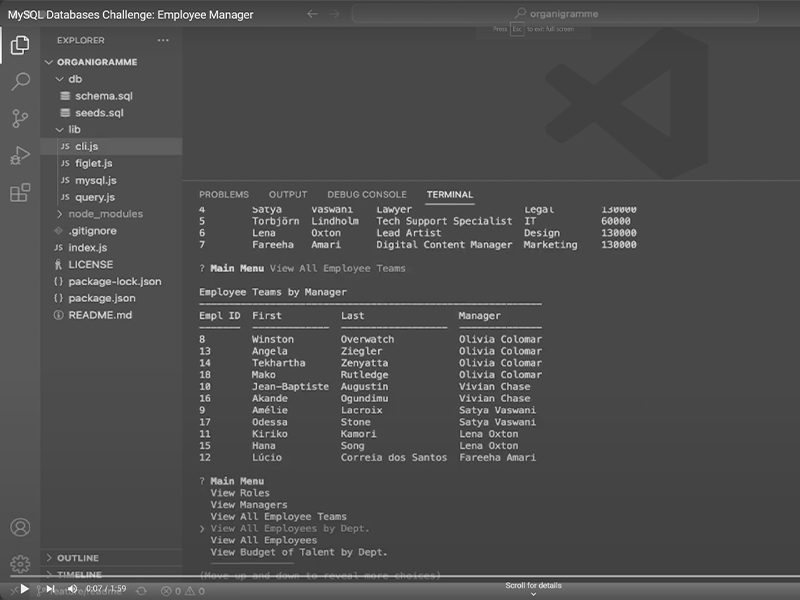 MySQL Databases Challenge: Employee Manager
organigramme
Press Esc to exit full screen
EXPLORER
ORGANIGRAMME
db
schema.sql
seeds.sql
lib
JS cli.js
JS figlet.js
JS mysql.js
JS query.js
node_modules
.gitignore
JS index.js
LICENSE
{} package-lock.json
{} package.json
README.md
OUTLINE
TIMELINE
PROBLEMS OUTPUT DEBUG CONSOLE TERMINAL
4 Satya Vaswani Lawyer Legal 130000
5 Torbjörn Lindholm Tech Support Specialist IT 60000
6 Lena Oxton Lead Artist Design 130000
7 Fareeha Amari Digital Content Manager Marketing 130000
? Main Menu View All Employee Teams
Employee Teams by Manager
Empl ID First Last Manager
8 Winston Overwatch Olivia Colomar
13 Angela Ziegler Olivia Colomar
14 Tekhartha Zenyatta Olivia Colomar
18 Mako Rutledge Olivia Colomar
10 Jean-Baptiste Augustin Vivian Chase
16 Akande Ogundimu Vivian Chase
9 Amélie Lacroix Satya Vaswani
17 Odessa Stone Satya Vaswani
11 Kiriko Kamori Lena Oxton
15 Hana Song Lena Oxton
12 Lúcio Correia dos Santos Fareeha Amari
? Main Menu
View Roles
View Managers
View All Employee Teams
❯ View All Employees by Dept.
View All Employees
View Budget of Talent by Dept.
(Move up and down to reveal more choices)
0:07 / 1:59
0 0
Scroll for details